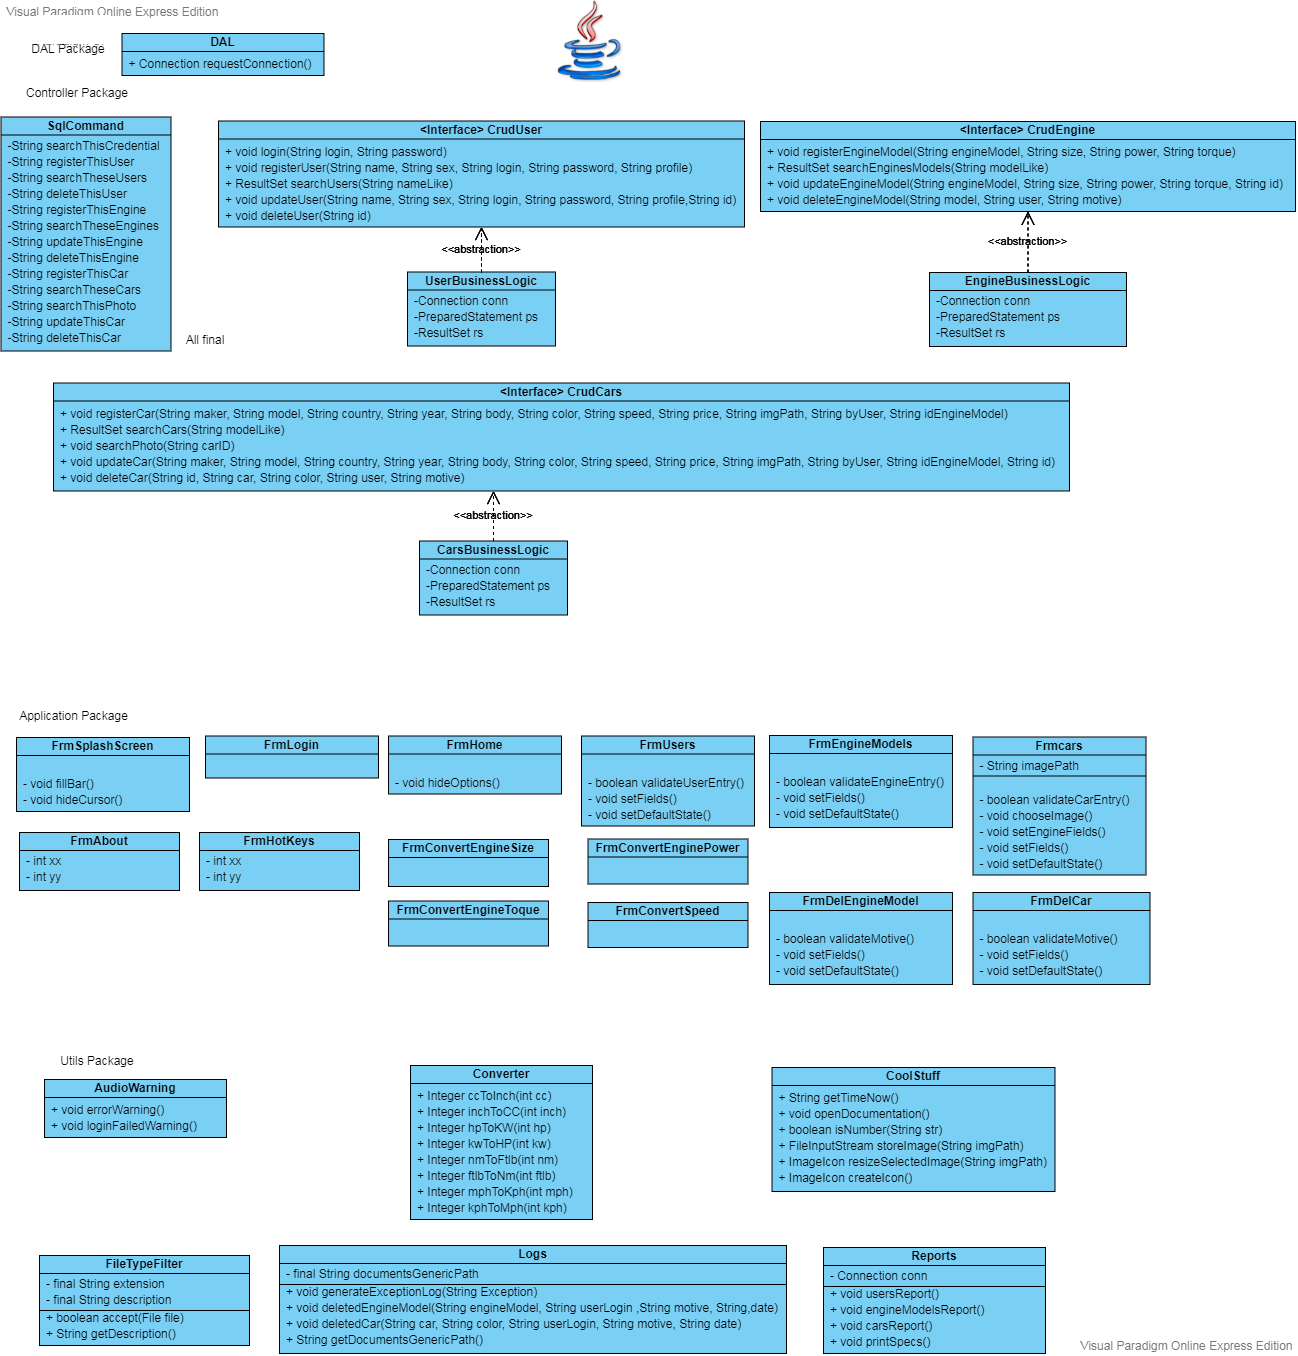 Visual Paradigm Online Express Edition
DAL Package
DAL
+ Connection requestConnection()
Controller Package
SqlCommand
-String searchThisCredential
-String registerThisUser
-String searchTheseUsers
-String deleteThisUser
-String registerThisEngine
-String searchTheseEngines
-String updateThisEngine
-String deleteThisEngine
-String registerThisCar
-String searchTheseCars
-String searchThisPhoto
-String updateThisCar
-String deleteThisCar
All final
<Interface> CrudUser
+ void login(String login, String password)
+ void registerUser(String name, String sex, String login, String password, String profile)
+ ResultSet searchUsers(String nameLike)
+ void updateUser(String name, String sex, String login, String password, String profile,String id)
+ void deleteUser(String id)
<<abstraction>>
UserBusinessLogic
-Connection conn
-PreparedStatement ps
-ResultSet rs
<Interface> CrudEngine
+ void registerEngineModel(String engineModel, String size, String power, String torque)
+ ResultSet searchEnginesModels(String modelLike)
+ void updateEngineModel(String engineModel, String size, String power, String torque, String id)
+ void deleteEngineModel(String model, String user, String motive)
<<abstraction>>
EngineBusinessLogic
-Connection conn
-PreparedStatement ps
-ResultSet rs
<Interface> CrudCars
+ void registerCar(String maker, String model, String country, String year, String body, String color, String speed, String price, String imgPath, String byUser, String idEngineModel)
+ ResultSet searchCars(String modelLike)
+ void searchPhoto(String carID)
+ void updateCar(String maker, String model, String country, String year, String body, String color, String speed, String price, String imgPath, String byUser, String idEngineModel, String id)
+ void deleteCar(String id, String car, String color, String user, String motive)
<<abstraction>>
CarsBusinessLogic
-Connection conn
-PreparedStatement ps
-ResultSet rs
Application Package
FrmSplashScreen
- void fillBar()
- void hideCursor()
FrmLogin
FrmHome
- void hideOptions()
FrmUsers
- boolean validateUserEntry()
- void setFields()
- void setDefaultState()
FrmEngineModels
- boolean validateEngineEntry()
- void setFields()
- void setDefaultState()
Frmcars
- String imagePath
- boolean validateCarEntry()
- void chooseImage()
- void setEngineFields()
- void setFields()
- void setDefaultState()
FrmAbout
- int xx
- int yy
FrmHotKeys
- int xx
- int yy
FrmConvertEngineSize
FrmConvertEnginePower
FrmConvertEngineToque
FrmConvertSpeed
FrmDelEngineModel
- boolean validateMotive()
- void setFields()
- void setDefaultState()
FrmDelCar
- boolean validateMotive()
- void setFields()
- void setDefaultState()
Utils Package
AudioWarning
+ void errorWarning()
+ void loginFailedWarning()
Converter
+ Integer ccToInch(int cc)
+ Integer inchToCC(int inch)
+ Integer hpToKW(int hp)
+ Integer kwToHP(int kw)
+ Integer nmToFtlb(int nm)
+ Integer ftlbToNm(int ftlb)
+ Integer mphToKph(int mph)
+ Integer kphToMph(int kph)
CoolStuff
+ String getTimeNow()
+ void openDocumentation()
+ boolean isNumber(String str)
+ FileInputStream storeImage(String imgPath)
+ ImageIcon resizeSelectedImage(String imgPath)
+ ImageIcon createIcon()
FileTypeFilter
- final String extension
- final String description
+ boolean accept(File file)
+ String getDescription()
Logs
- final String documentsGenericPath
+ void generateExceptionLog(String Exception)
+ void deletedEngineModel(String engineModel, String userLogin ,String motive, String,date)
+ void deletedCar(String car, String color, String userLogin, String motive, String date)
+ String getDocumentsGenericPath()
Reports
- Connection conn
+ void usersReport()
+ void engineModelsReport()
+ void carsReport()
+ void printSpecs()
Visual Paradigm Online Express Edition